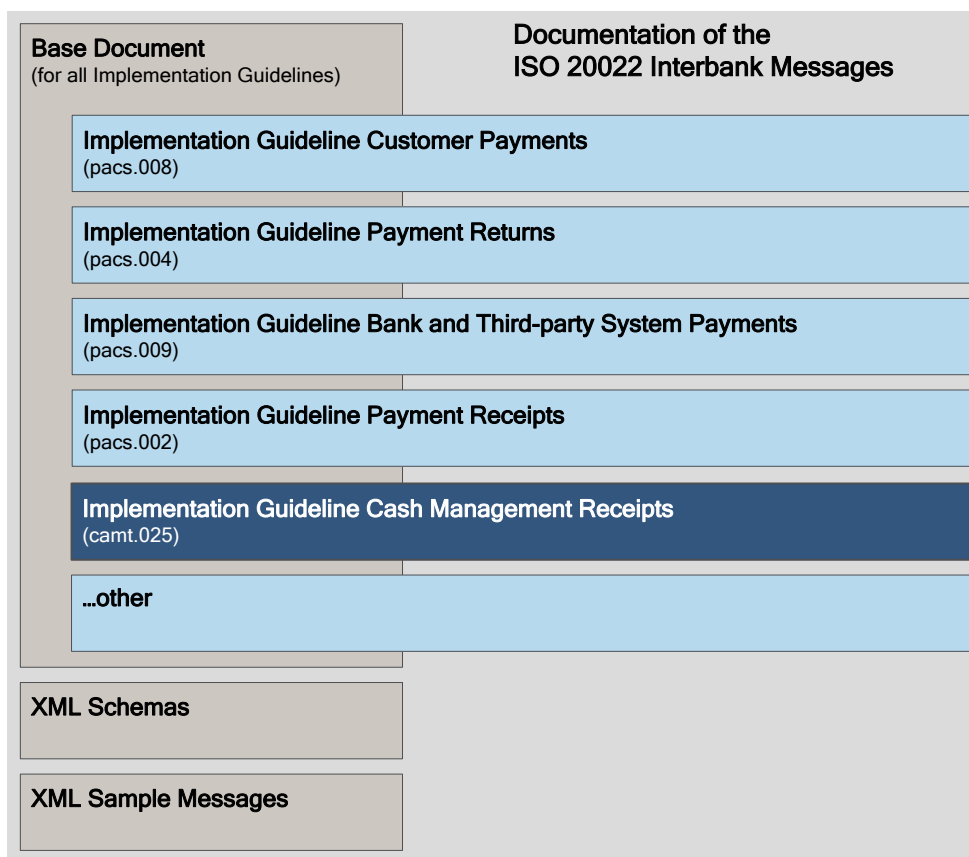 Base Document
(for all Implementation Guidelines)
Documentation of the
ISO 20022 Interbank Messages
Implementation Guideline Customer Payments
(pacs.008)
Implementation Guideline Payment Returns
(pacs.004)
Implementation Guideline Bank and Third-party System Payments
(pacs.009)
Implementation Guideline Payment Receipts
(pacs.002)
Implementation Guideline Cash Management Receipts
(camt.025)
...other
XML Schemas
XML Sample Messages